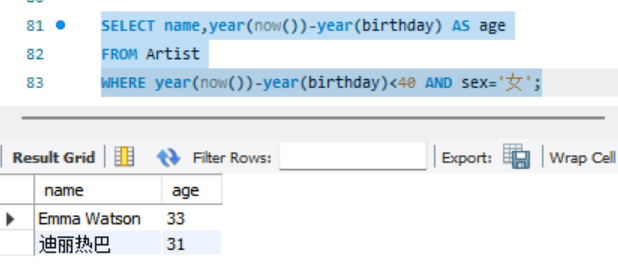 81 SELECT name,year(now())-year(birthday) AS age
82 FROM Artist
83 WHERE year(now())-year(birthday)<40 AND sex='女';
Result Grid Filter Rows: Export: Wrap Cell
name age
Emma Watson 33
迪丽热巴 31